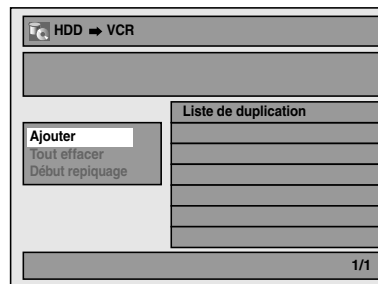 HDD ➡ VCR
Liste de duplication
Ajouter
Tout effacer
Début repiquage
1/1